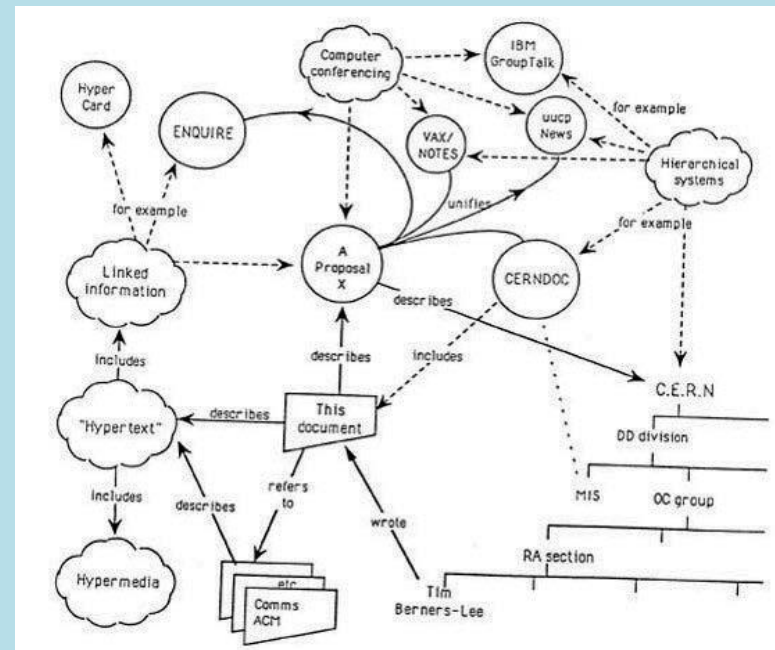 Computer
conferencing
IBM
GroupTalk
Hyper
Card
ENQUIRE
VAX/
NOTES
uucp
News
for example
Hierarchical
systems
for example
unifies
for example
Linked
information
A
Proposal
X
CERNDOC
describes
includes
describes
includes
C.E.R.N
"Hypertext"
describes
This
document
DD division
refers
to
MIS
OC group
includes
describes
wrote
RA section
Hypermedia
etc
Comms
ACM
Tim
Berners-Lee